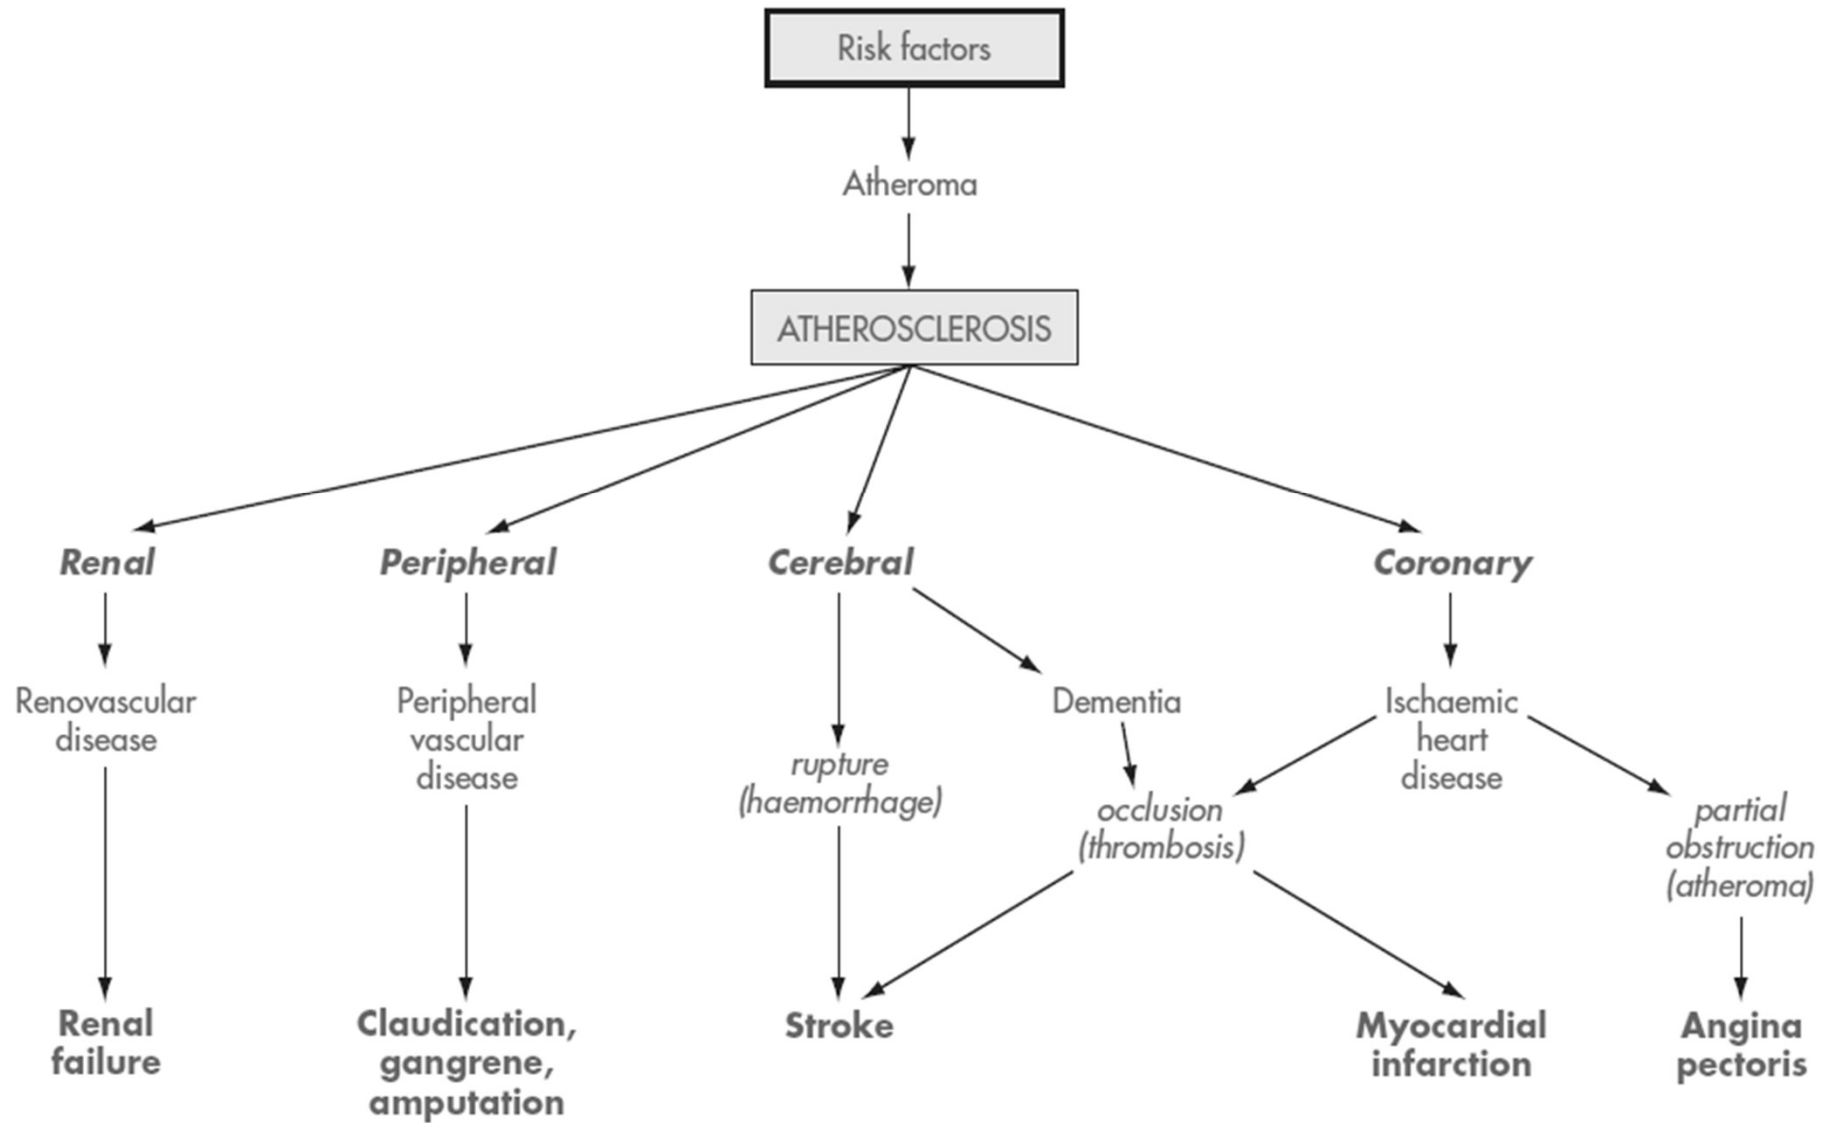 Risk factors
Atheroma
ATHEROSCLEROSIS
Renal
Peripheral
Cerebral
Coronary
Renovascular
disease
Peripheral
vascular
disease
Dementia
Ischaemic
heart
disease
rupture
(haemorrhage)
occlusion
(thrombosis)
partial
obstruction
(atheroma)
Renal
failure
Claudication,
gangrene,
amputation
Stroke
Myocardial
infarction
Angina
pectoris